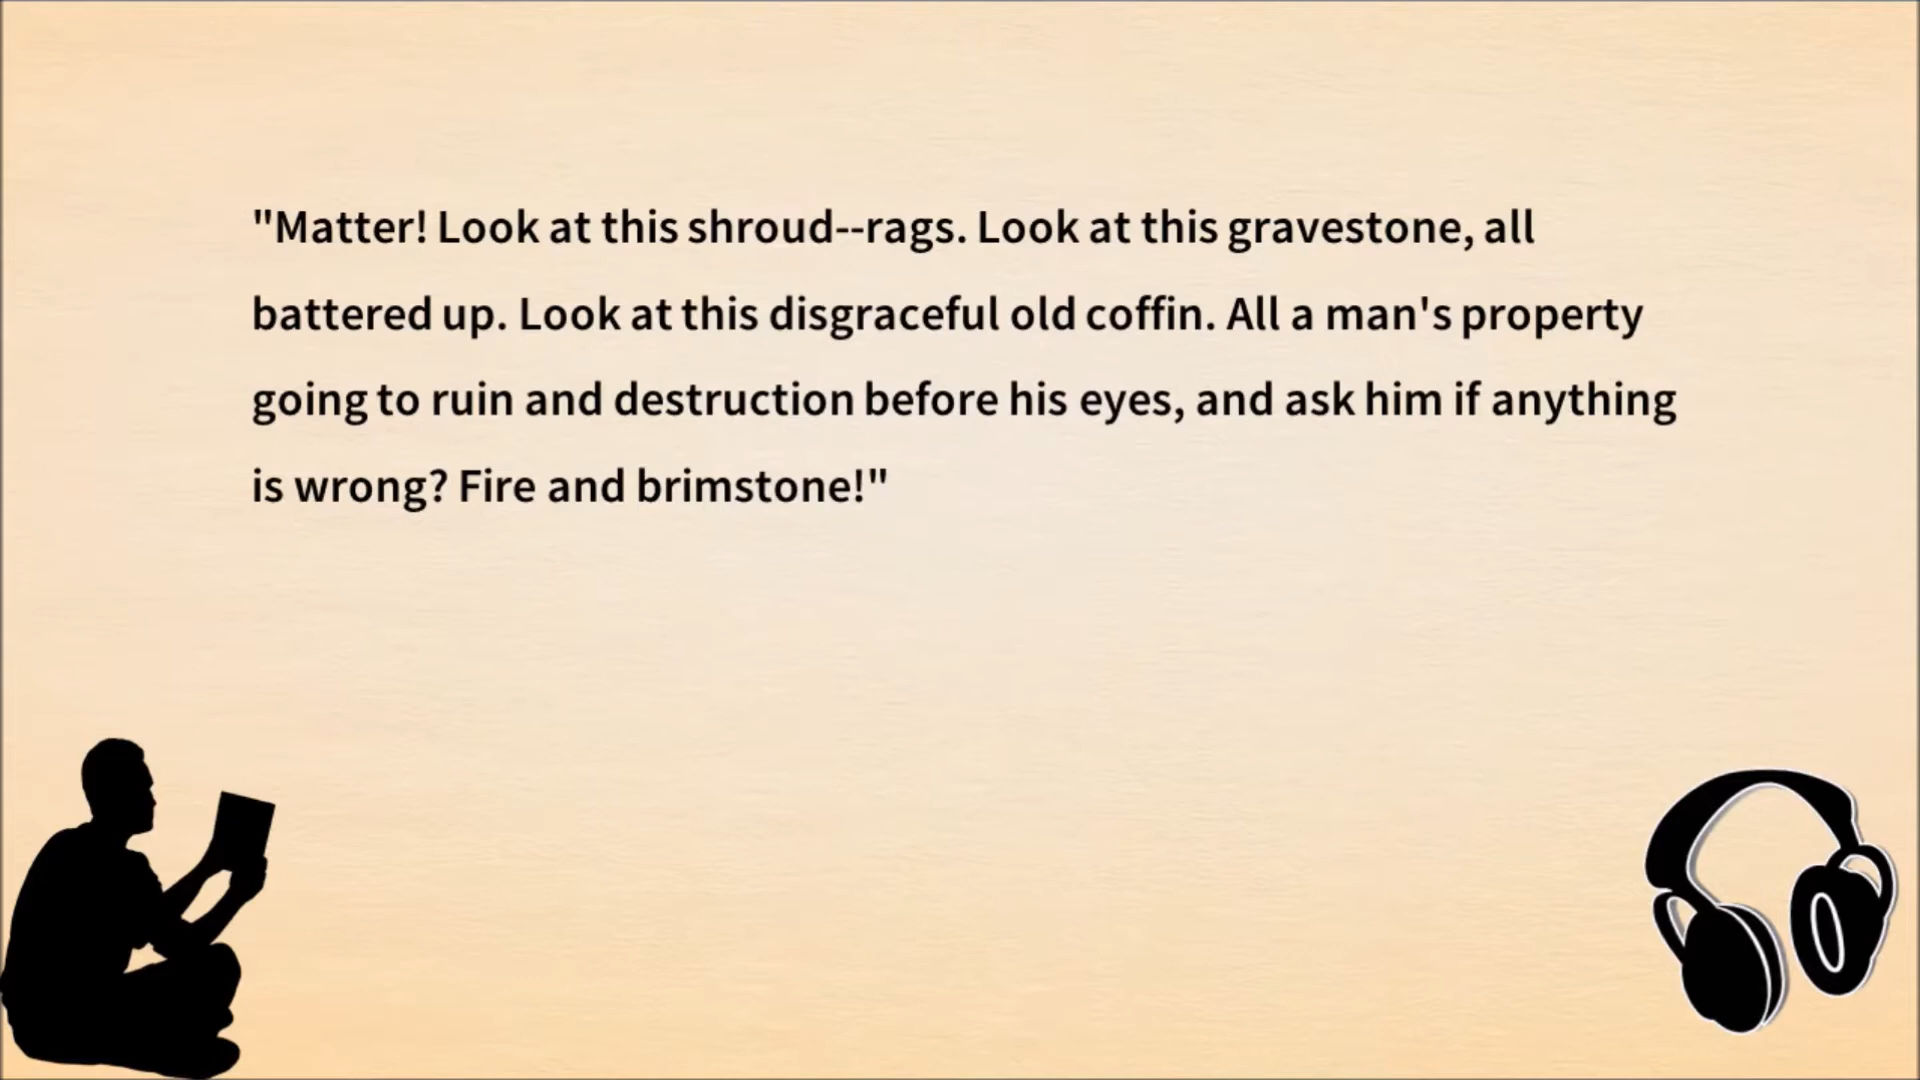 "Matter! Look at this shroud--rags. Look at this gravestone, all
battered up. Look at this disgraceful old coffin. All a man's property
going to ruin and destruction before his eyes, and ask him if anything
is wrong? Fire and brimstone!"